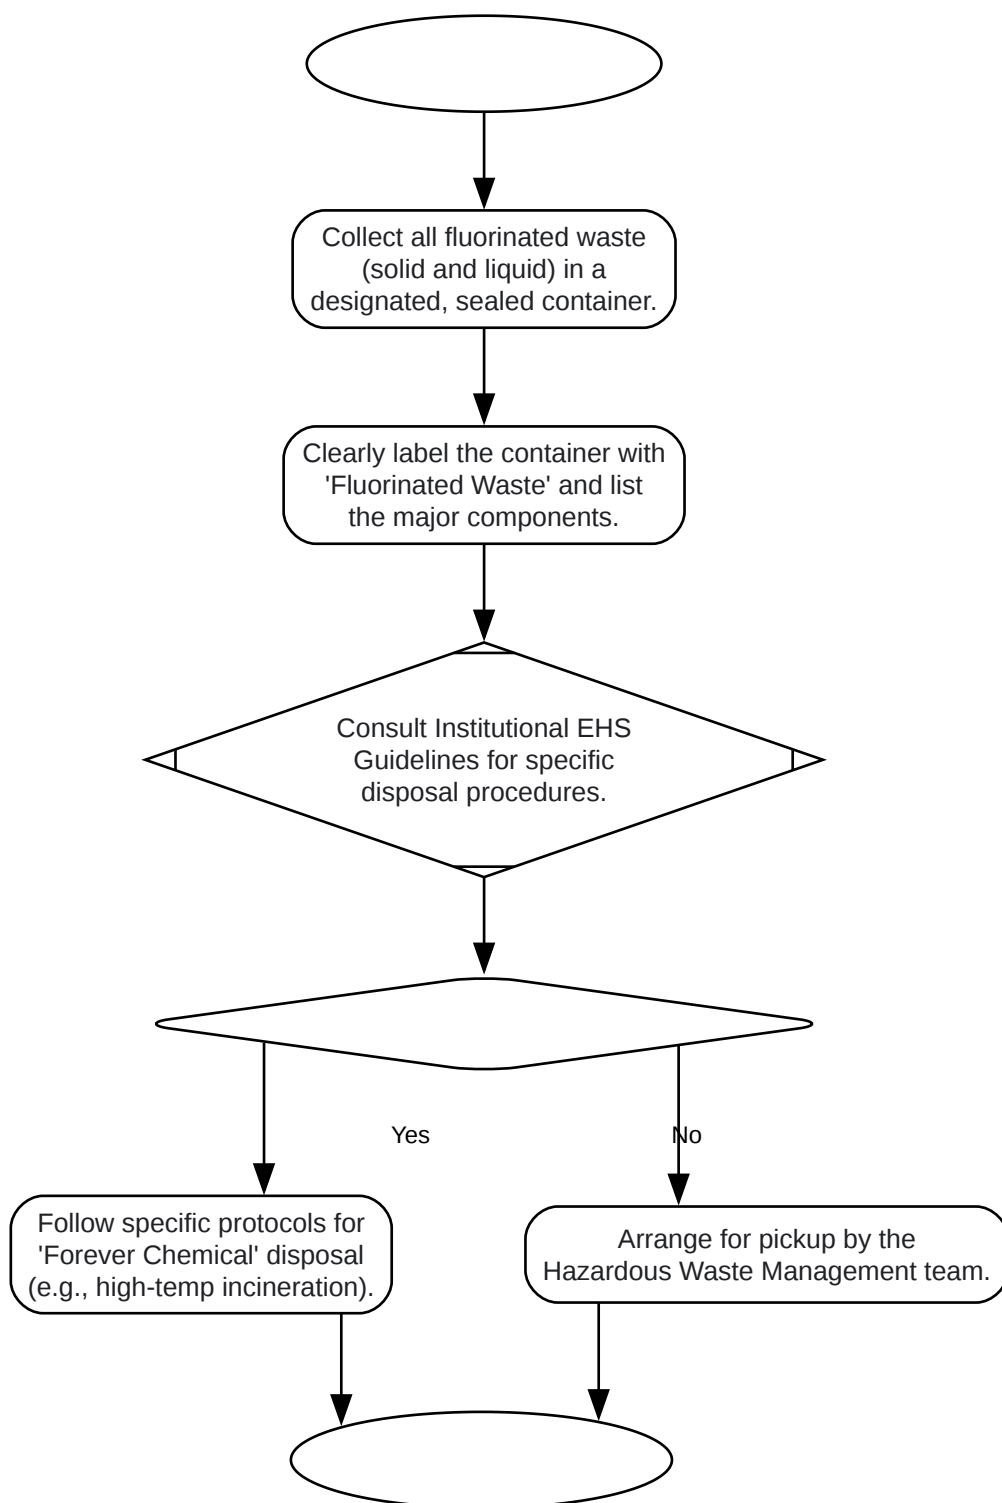 Collect all fluorinated waste
(solid and liquid) in a
designated, sealed container.
Clearly label the container with
'Fluorinated Waste' and list
the major components.
Consult Institutional EHS
Guidelines for specific
disposal procedures.
Yes
No
Follow specific protocols for
'Forever Chemical' disposal
(e.g., high-temp incineration).
Arrange for pickup by the
Hazardous Waste Management team.